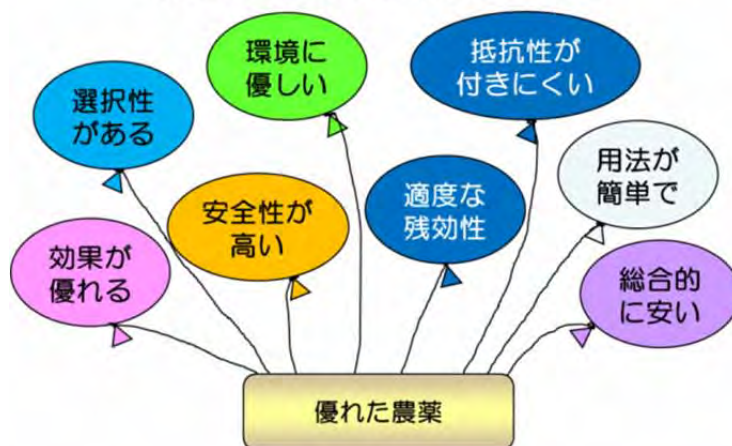 環境に
優しい
抵抗性が
付きにくい
選択性
がある
用法が
簡単で
安全性が
高い
適度な
残効性
効果が
優れる
総合的
に安い
優れた農薬